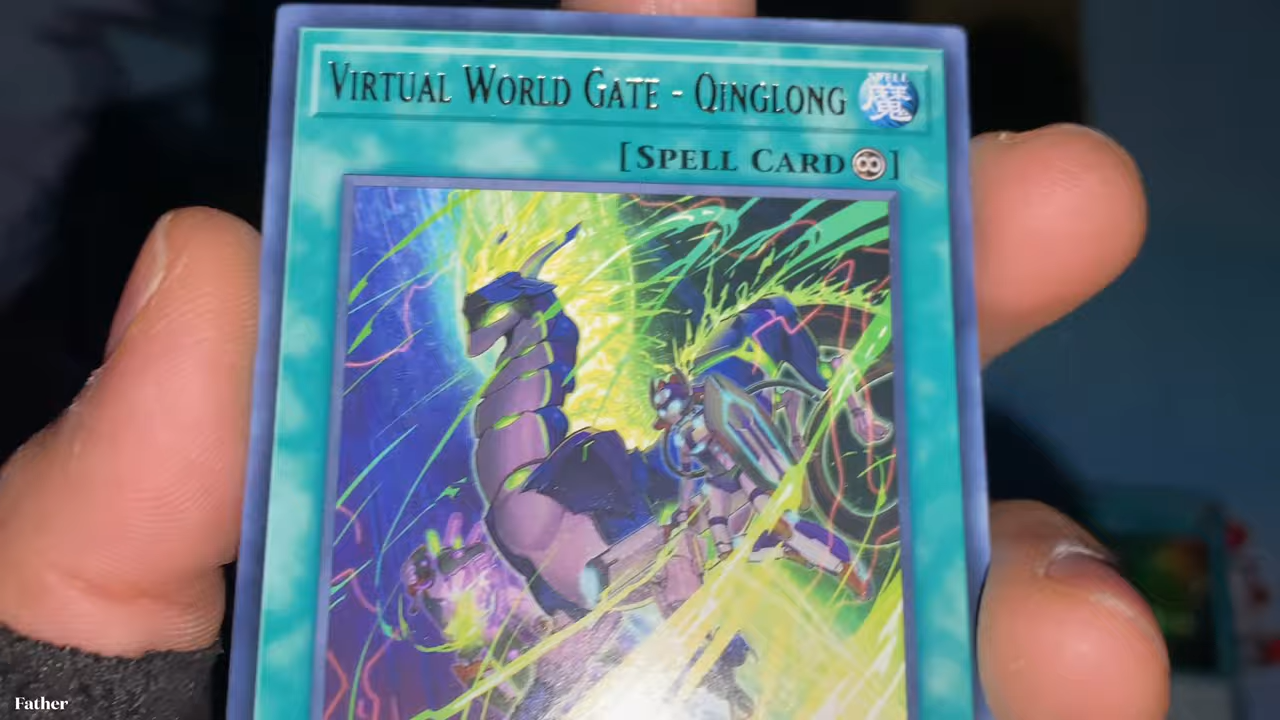 VIRTUAL WORLD GATE - QINGLONG
SPELL
魔
[SPELL CARD♾]
Father